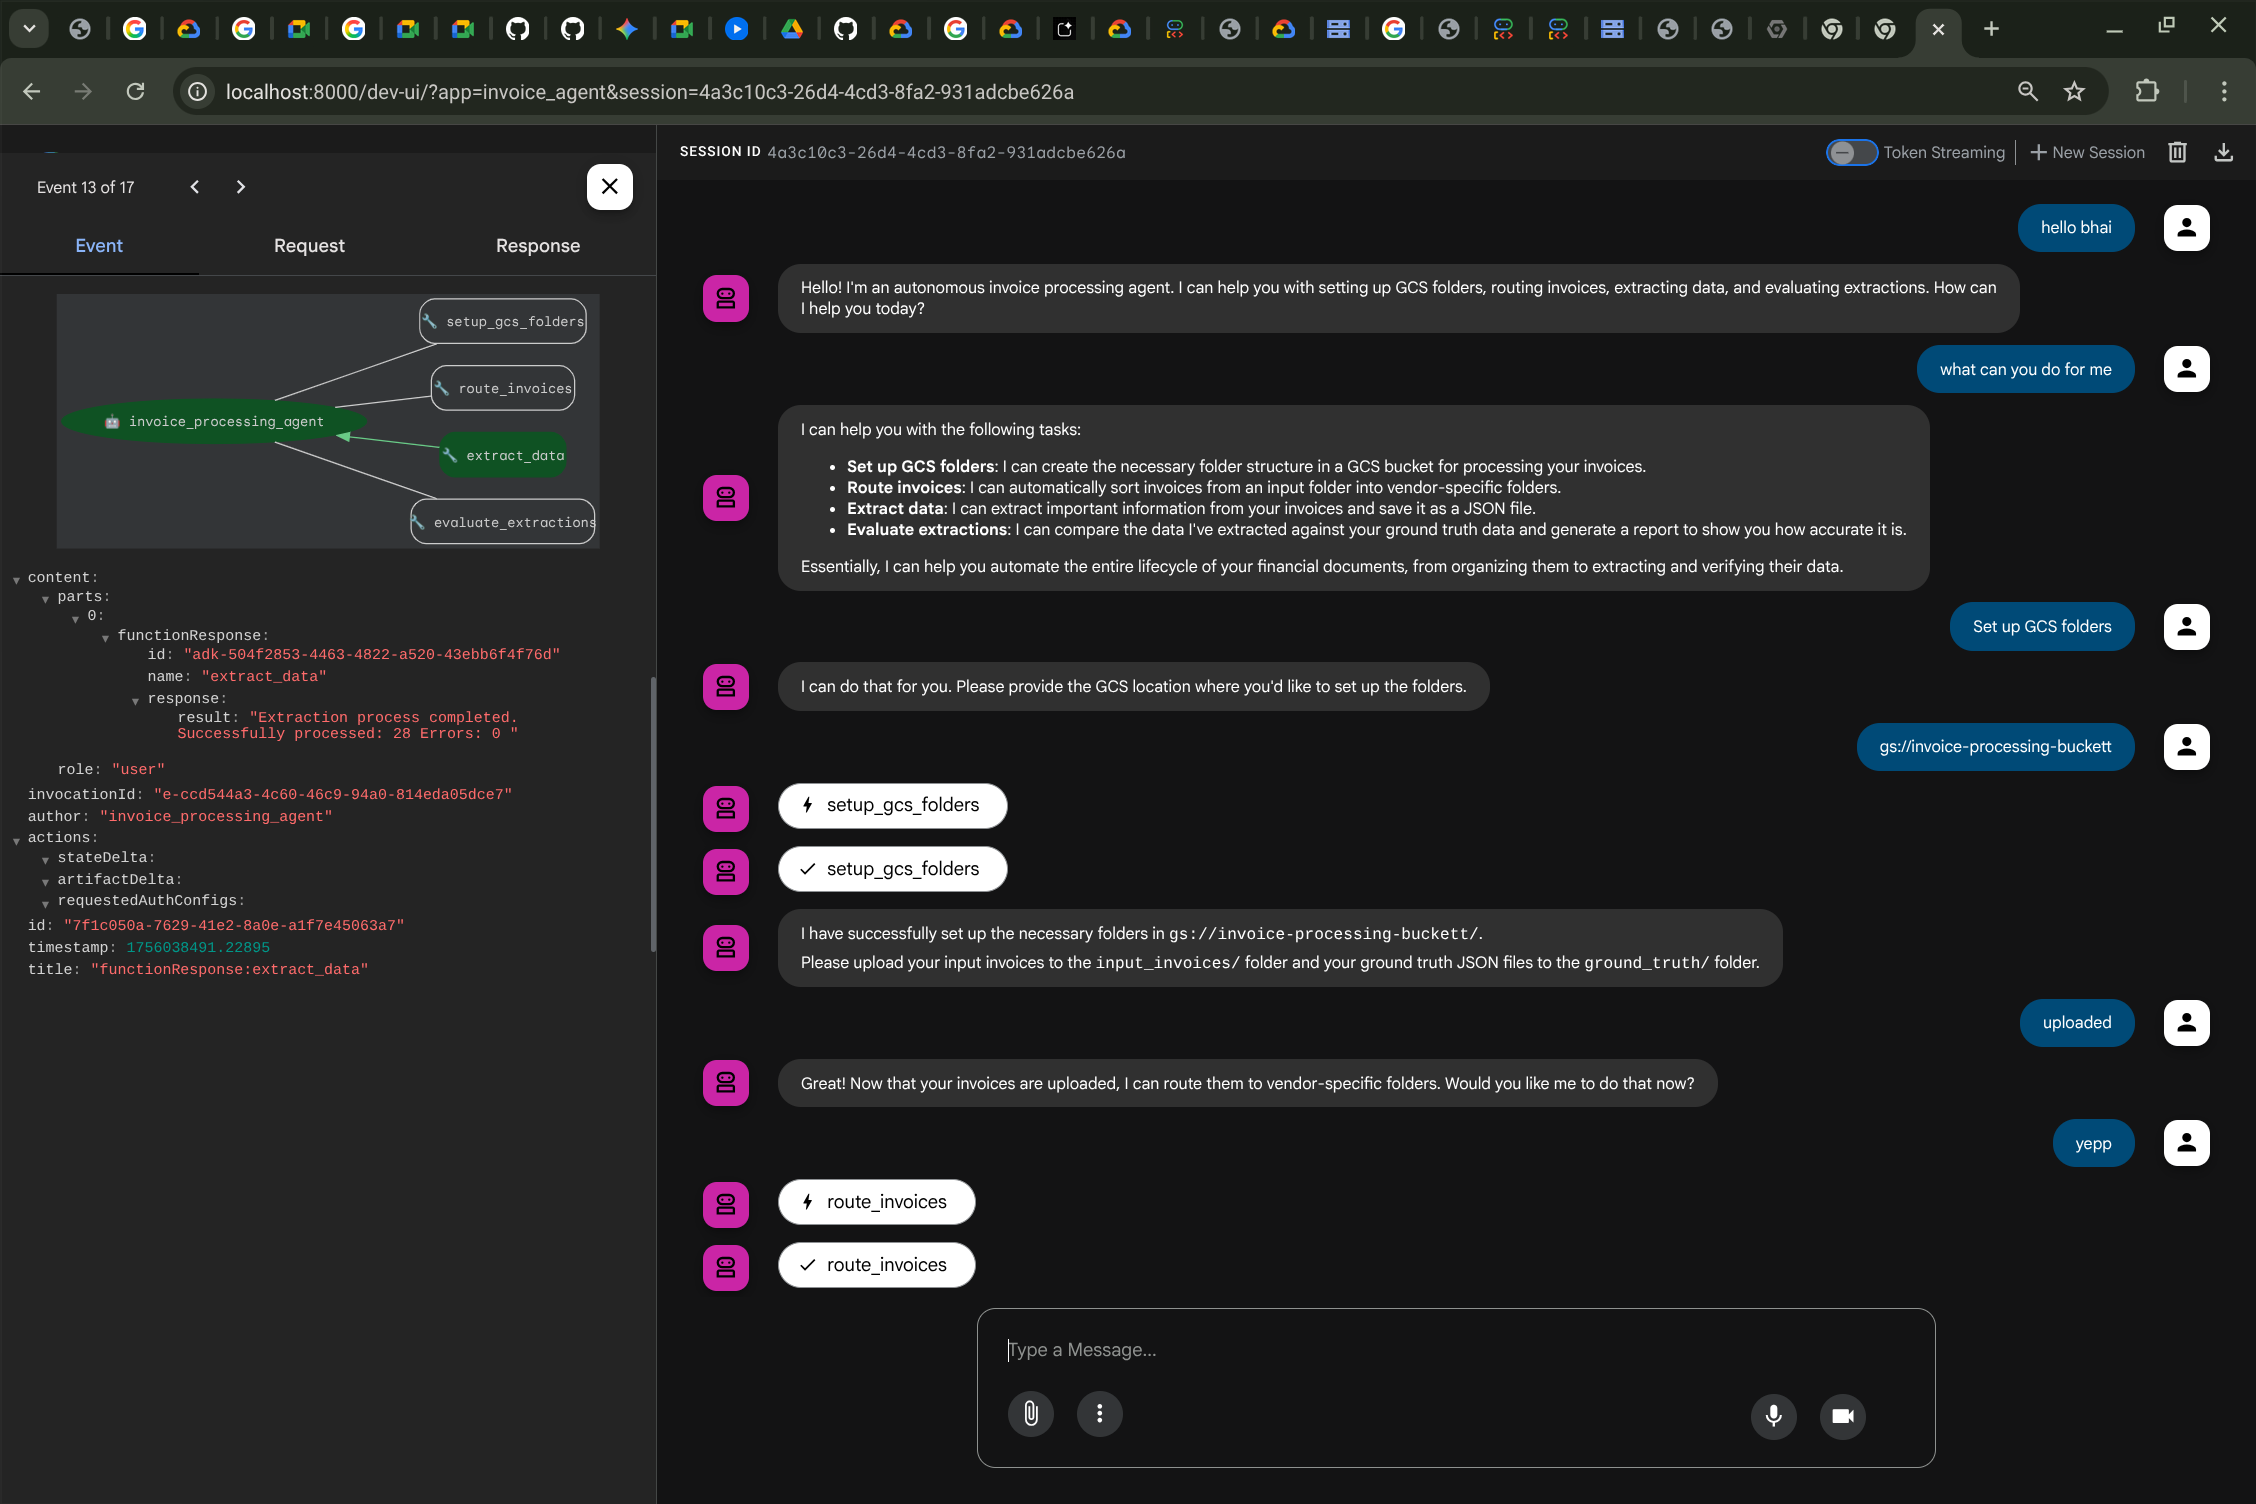 localhost:8000/dev-ui/?app=invoice_agent&session=4a3c10c3-26d4-4cd3-8fa2-931adcbe626a
Event 13 of 17
Event
Request
Response
setup_gcs_folders
route_invoices
invoice_processing_agent
extract_data
evaluate_extractions
content:
parts:
0:
functionResponse:
id: "adk-504f2853-4463-4822-a520-43ebb6f4f76d"
name: "extract_data"
response:
result: "Extraction process completed.
Successfully processed: 28 Errors: 0 "
role: "user"
invocationId: "e-ccd544a3-4c60-46c9-94a0-814eda05dce7"
author: "invoice_processing_agent"
actions:
stateDelta:
artifactDelta:
requestedAuthConfigs:
id: "7f1c050a-7629-41e2-8a0e-a1f7e45063a7"
timestamp: 1756038491.22895
title: "functionResponse:extract_data"
SESSION ID 4a3c10c3-26d4-4cd3-8fa2-931adcbe626a
Token Streaming
New Session
hello bhai
Hello! I'm an autonomous invoice processing agent. I can help you with setting up GCS folders, routing invoices, extracting data, and evaluating extractions. How can
I help you today?
what can you do for me
I can help you with the following tasks:
• Set up GCS folders: I can create the necessary folder structure in a GCS bucket for processing your invoices.
• Route invoices: I can automatically sort invoices from an input folder into vendor-specific folders.
• Extract data: I can extract important information from your invoices and save it as a JSON file.
• Evaluate extractions: I can compare the data I've extracted against your ground truth data and generate a report to show you how accurate it is.
Essentially, I can help you automate the entire lifecycle of your financial documents, from organizing them to extracting and verifying their data.
Set up GCS folders
I can do that for you. Please provide the GCS location where you'd like to set up the folders.
gs://invoice-processing-buckett
setup_gcs_folders
setup_gcs_folders
I have successfully set up the necessary folders in gs://invoice-processing-buckett/.
Please upload your input invoices to the input_invoices/ folder and your ground truth JSON files to the ground_truth/ folder.
uploaded
Great! Now that your invoices are uploaded, I can route them to vendor-specific folders. Would you like me to do that now?
yepp
route_invoices
route_invoices
Type a Message...